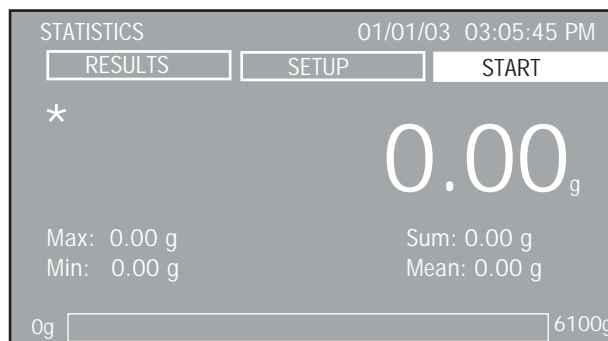 STATISTICS 01/01/03 03:05:45 PM
RESULTS SETUP START
*
0.00 g
Max: 0.00 g Sum: 0.00 g
Min: 0.00 g Mean: 0.00 g
0g 6100g